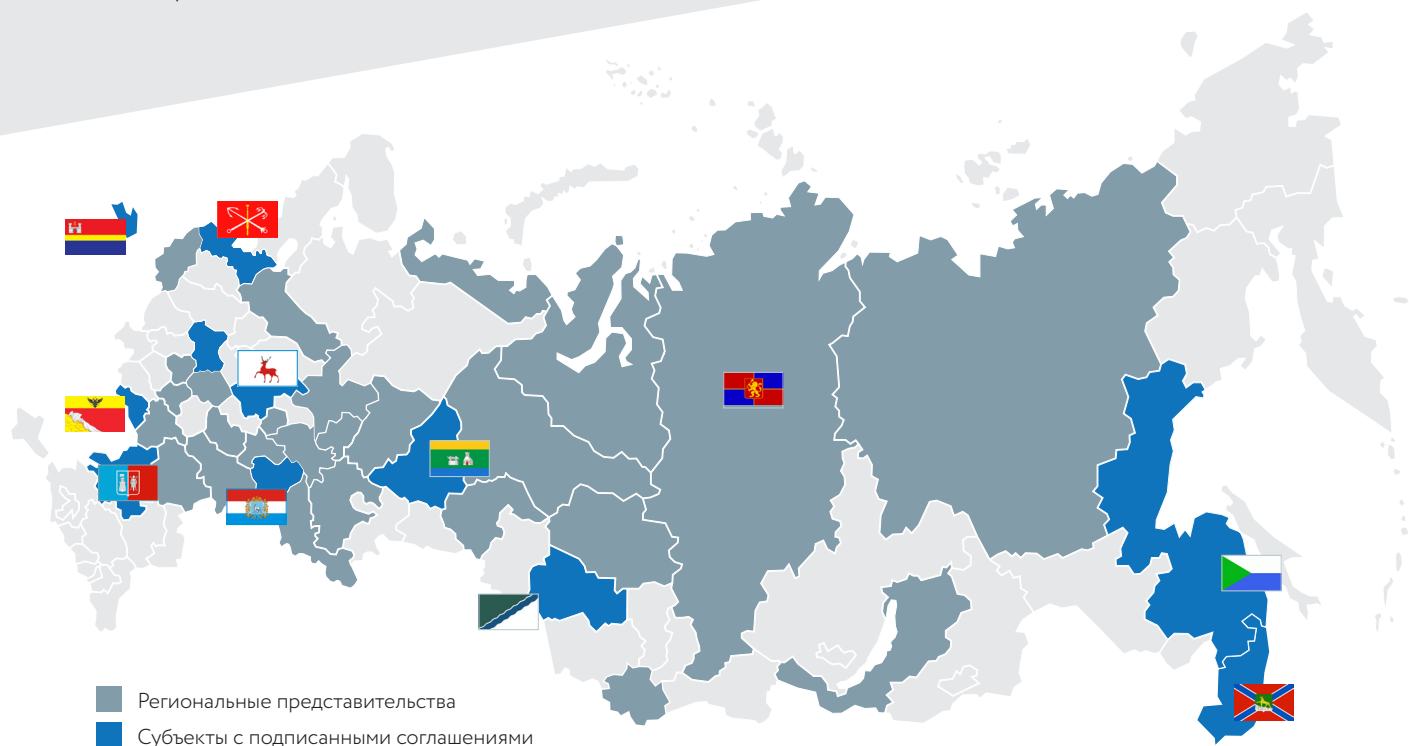 Региональные представительства
Субъекты с подписанными соглашениями